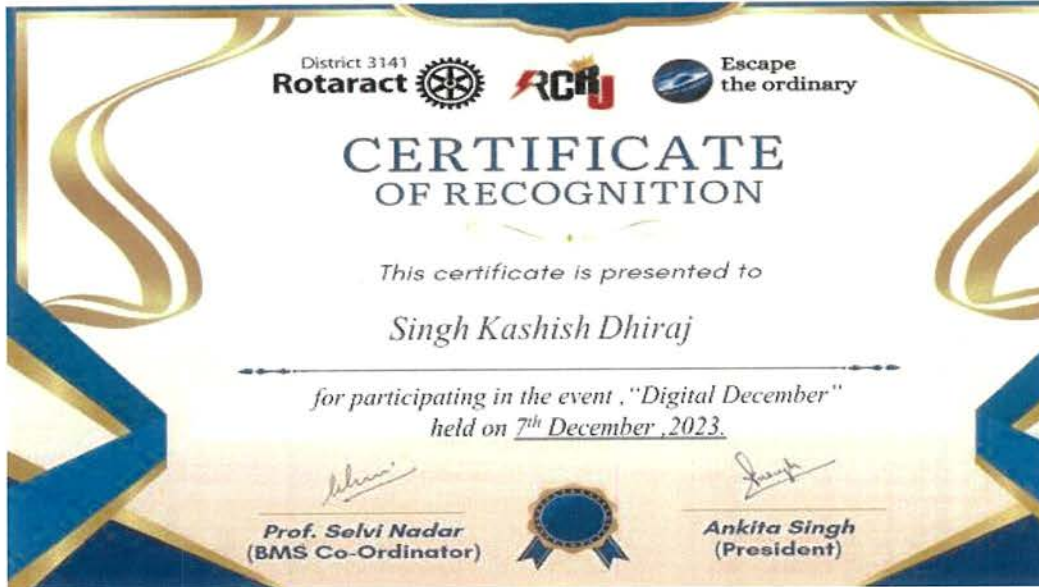 District 3141
Rotaract
RCRJ
Escape
the ordinary
CERTIFICATE
OF RECOGNITION
This certificate is presented to
Singh Kashish Dhiraj
for participating in the event ,“Digital December“
held on 7th December ,2023.
Prof. Selvi Nadar
(BMS Co-Ordinator)
Ankita Singh
(President)